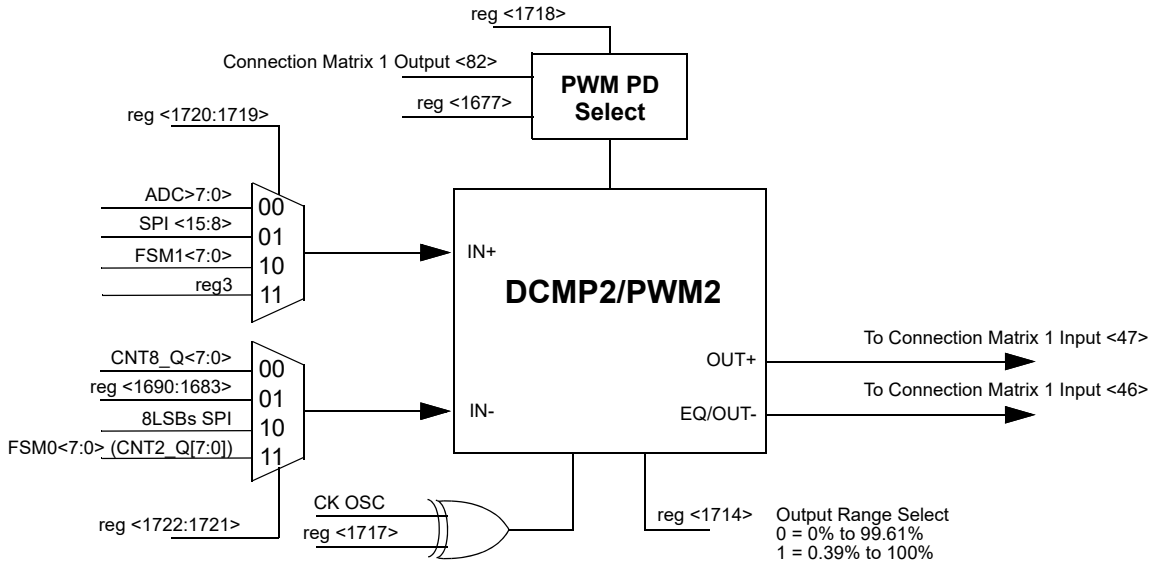 reg <1718>
Connection Matrix 1 Output <82>
reg <1677>
PWM PD
Select
reg <1720:1719>
ADC>7:0>
SPI <15:8>
FSM1<7:0>
reg3
00
01
10
11
IN+
DCMP2/PWM2
CNT8_Q<7:0>
reg <1690:1683>
8LSBs SPI
FSM0<7:0> (CNT2_Q[7:0])
00
01
10
11
IN-
OUT+
To Connection Matrix 1 Input <47>
EQ/OUT-
To Connection Matrix 1 Input <46>
reg <1722:1721>
CK OSC
reg <1717>
reg <1714>
Output Range Select
0 = 0% to 99.61%
1 = 0.39% to 100%